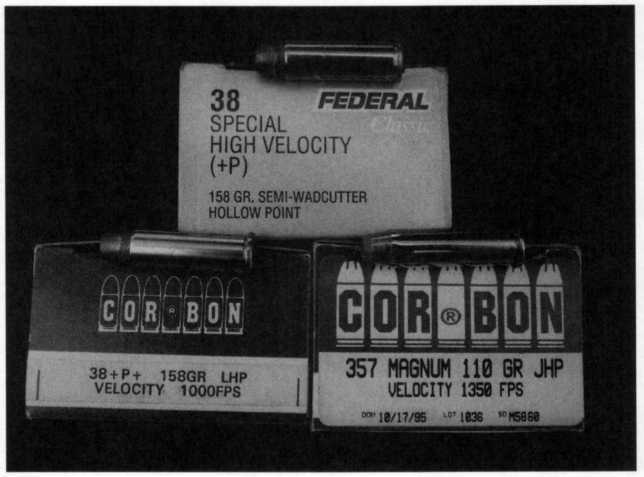 38 FEDERAL
SPECIAL Classic
HIGH VELOCITY
(+P)
158 GR. SEMI-WADCUTTER
HOLLOW POINT
COR®BON
38+P+ 158GR LHP
VELOCITY 1000FPS
COR®BON
357 MAGNUM 110 GR JHP
VELOCITY 1350 FPS
DOM 10/17/95 LOT 1036 SD M5860